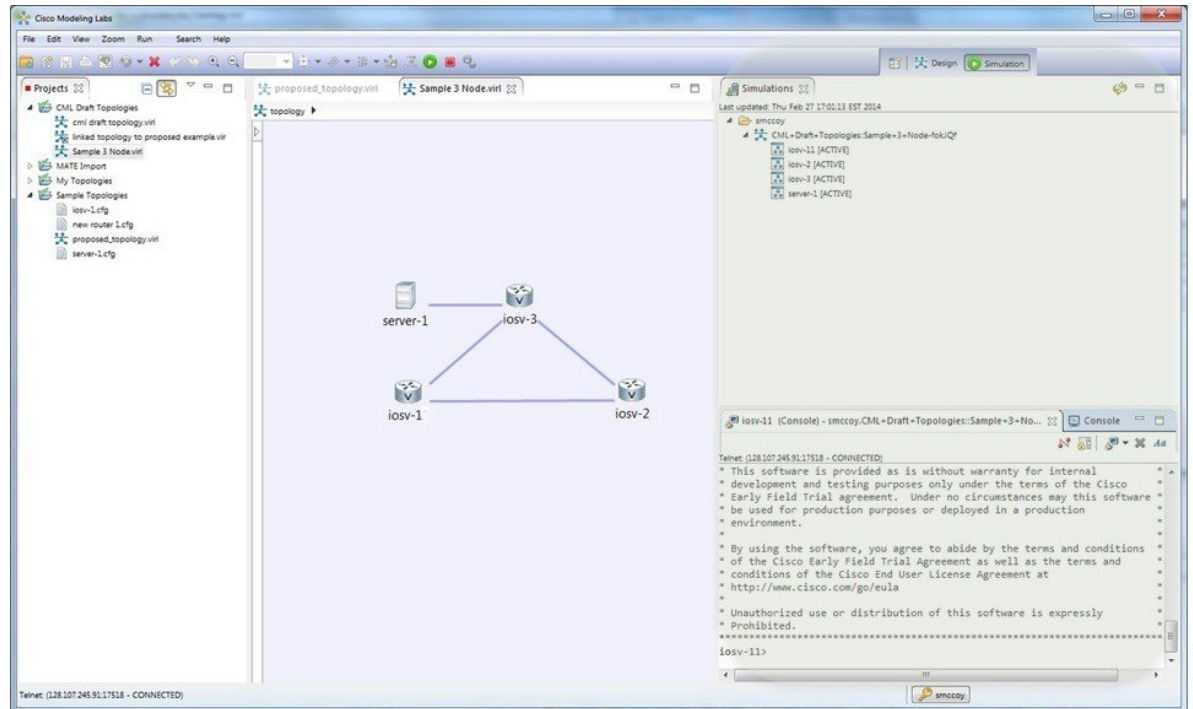 Cisco Modeling Labs
File Edit View Zoom Run Search Help
Design Simulation
Projects
CML Draft Topologies
cml draft topology.virl
linked topology to proposed example.vir
Sample 3 Node.virl
MATE Import
My Topologies
Sample Topologies
iosv-1.cfg
new router 1.cfg
proposed_topology.virl
server-1.cfg
proposed_topology.virl
Sample 3 Node.virl
topology
server-1
iosv-3
iosv-1
iosv-2
Simulations
Last updated: Thu Feb 27 17:01:13 EST 2014
smccoy
CML+Draft+Topologies:Sample+3+Node-fokJQf
iosv-11 [ACTIVE]
iosv-2 [ACTIVE]
iosv-3 [ACTIVE]
server-1 [ACTIVE]
iosv-11 (Console) - smccoy.CML+Draft+Topologies::Sample+3+No...
Console
Telnet: (128.107.245.91:17518 - CONNECTED)
* This software is provided as is without warranty for internal *
* development and testing purposes only under the terms of the Cisco *
* Early Field Trial agreement. Under no circumstances may this software *
* be used for production purposes or deployed in a production *
* environment. *
* *
* By using the software, you agree to abide by the terms and conditions *
* of the Cisco Early Field Trial Agreement as well as the terms and *
* conditions of the Cisco End User License Agreement at *
* http://www.cisco.com/go/eula *
* *
* Unauthorized use or distribution of this software is expressly *
* Prohibited. *
**************************************************************************
iosv-11>
Telnet: (128.107.245.91:17518 - CONNECTED)
smccoy